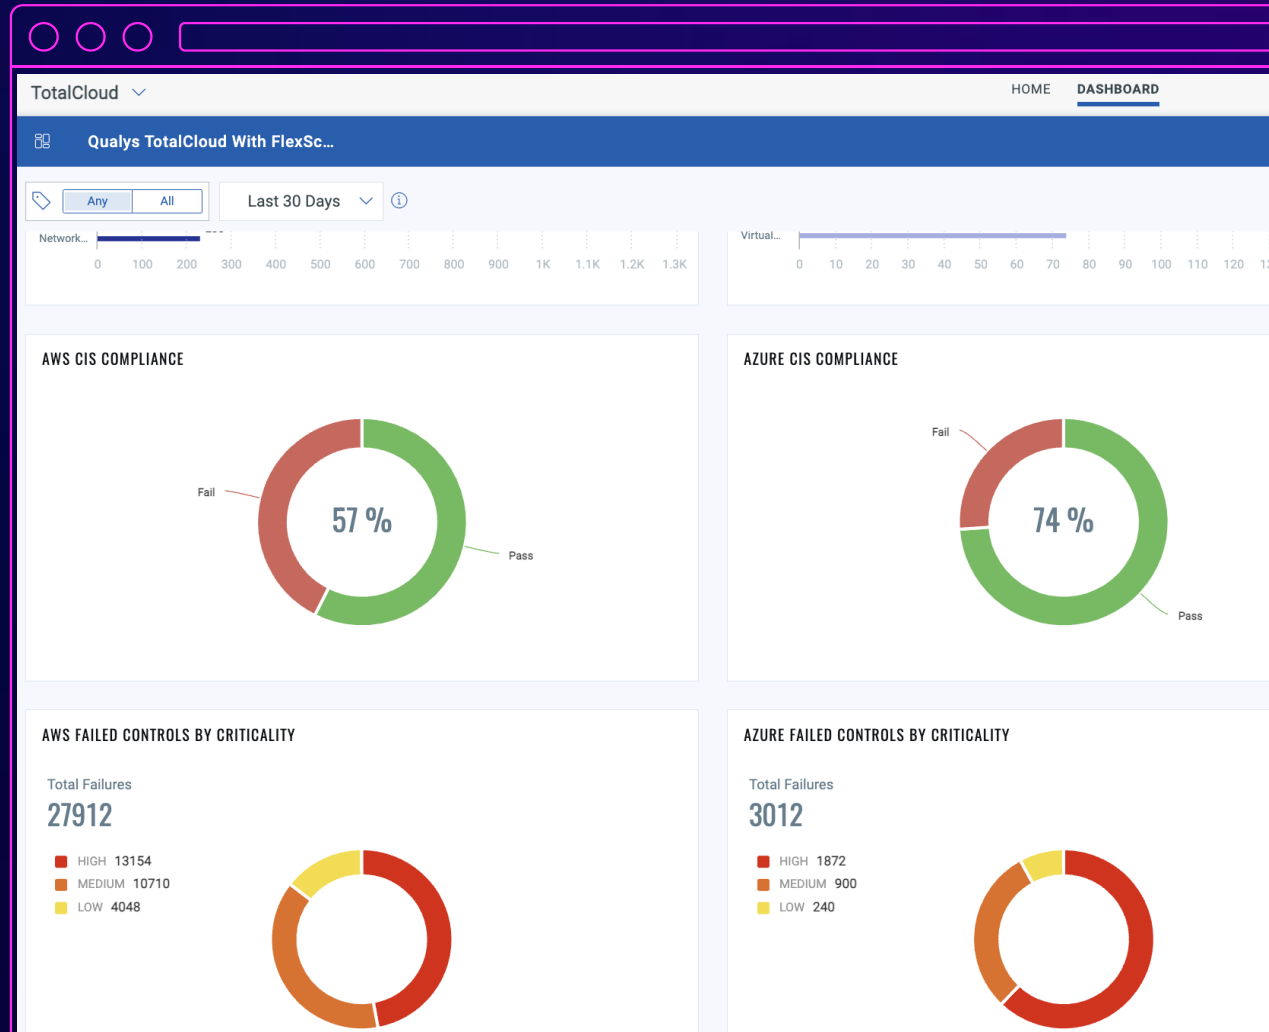 TotalCloud
HOME DASHBOARD
Qualys TotalCloud With FlexSc...
Any All Last 30 Days
Network...
0 100 200 300 400 500 600 700 800 900 1K 1.1K 1.2K 1.3K
Virtual...
0 10 20 30 40 50 60 70 80 90 100 110 120
AWS CIS COMPLIANCE
Fail
57 %
Pass
AZURE CIS COMPLIANCE
Fail
74 %
Pass
AWS FAILED CONTROLS BY CRITICALITY
Total Failures
27912
HIGH 13154
MEDIUM 10710
LOW 4048
AZURE FAILED CONTROLS BY CRITICALITY
Total Failures
3012
HIGH 1872
MEDIUM 900
LOW 240